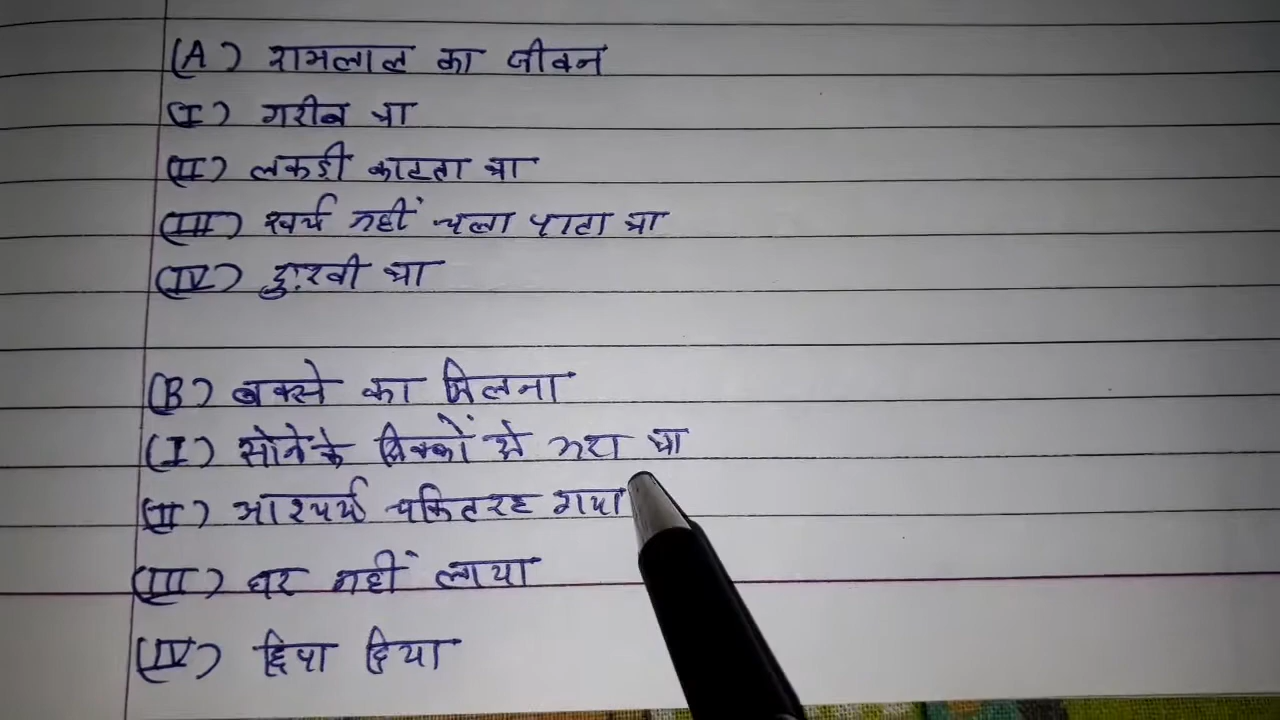 (A) रामलाल का जीवन
(I) गरीब था
(II) लकड़ी काटता था
(III) खर्च नहीं चला पाता था
(IV) दुःखी था
(B) बक्से का मिलना
(I) सोने के सिक्कों से भरा था
(II) आश्चर्य चकित रह गया
(III) घर नहीं लाया
(IV) छिपा दिया